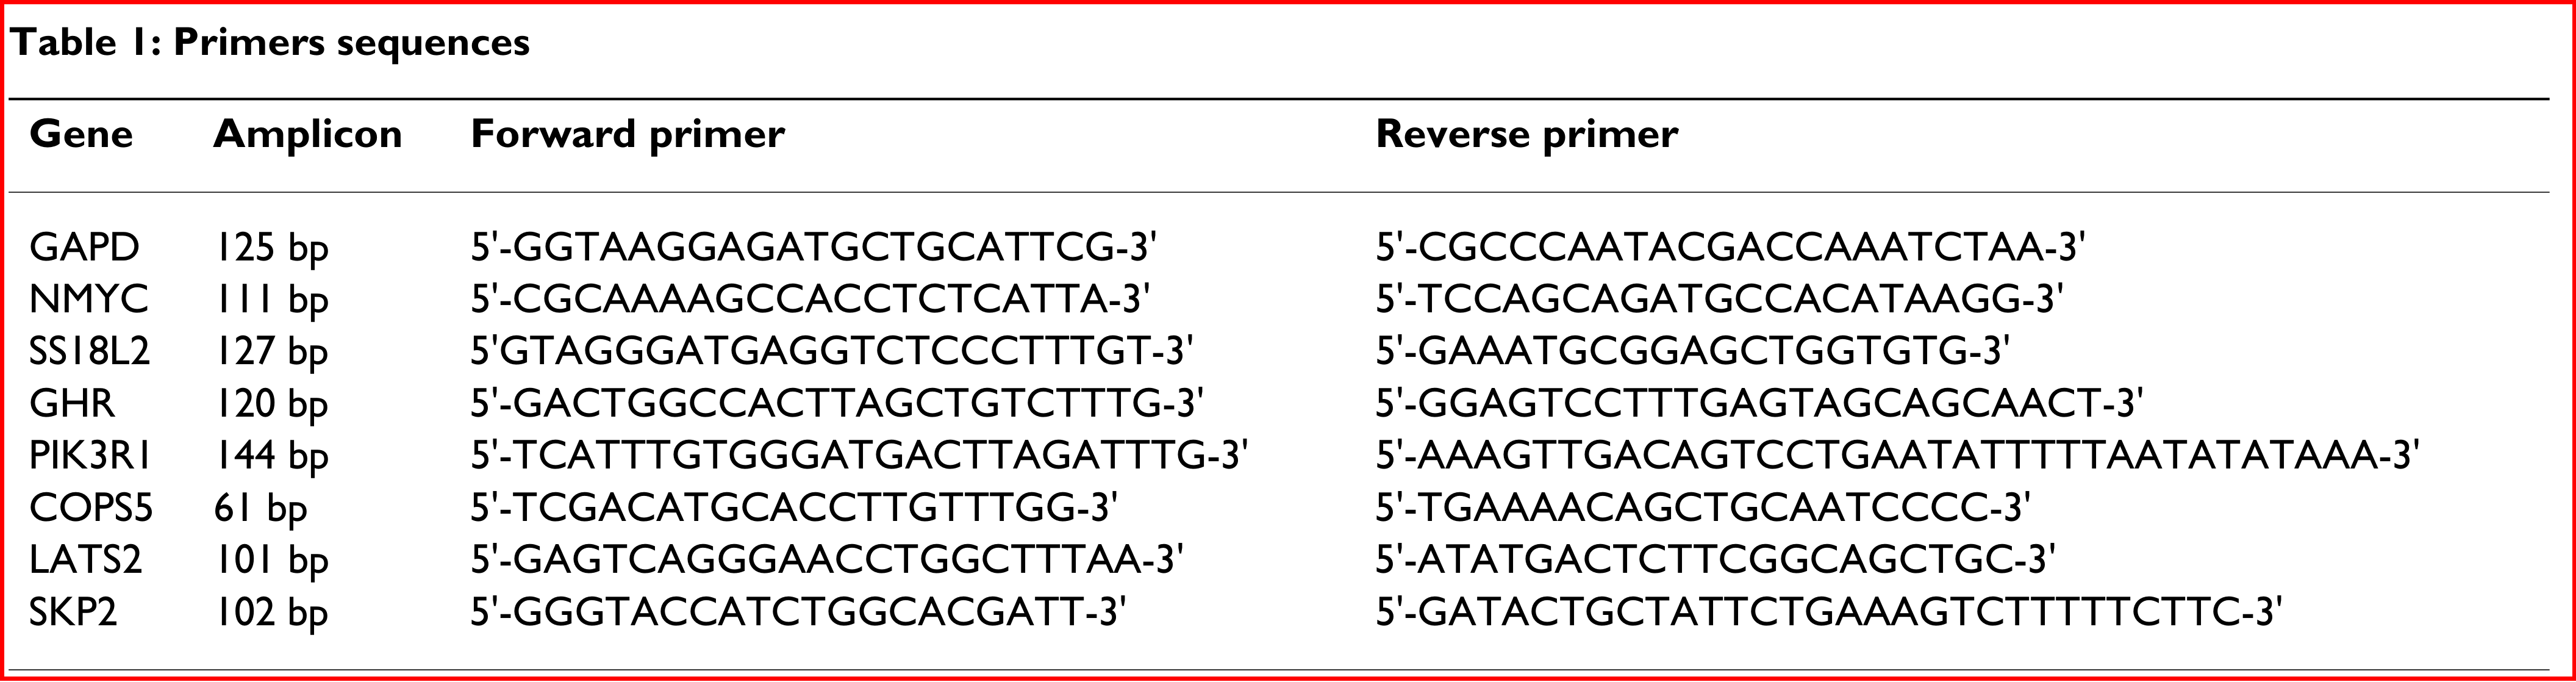 Table 1: Primers sequences
Gene Amplicon Forward primer Reverse primer
GAPD 125 bp 5'-GGTAAGGAGATGCTGCATTCG-3' 5'-CGCCCAATACGACCAAATCTAA-3'
NMYC 111 bp 5'-CGCAAAAGCCACCTCTCATTA-3' 5'-TCCAGCAGATGCCACATAAGG-3'
SS18L2 127 bp 5'GTAGGGATGAGGTCTCCCTTTGT-3' 5'-GAAATGCGGAGCTGGTGTG-3'
GHR 120 bp 5'-GACTGGCCACTTAGCTGTCTTTG-3' 5'-GGAGTCCTTTGAGTAGCAGCAACT-3'
PIK3R1 144 bp 5'-TCATTTGTGGGATGACTTAGATTTG-3' 5'-AAAGTTGACAGTCCTGAATATTTTTAATATATAAA-3'
COPS5 61 bp 5'-TCGACATGCACCTTGTTTGG-3' 5'-TGAAAACAGCTGCAATCCCC-3'
LATS2 101 bp 5'-GAGTCAGGGAACCTGGCTTTAA-3' 5'-ATATGACTCTTCGGCAGCTGC-3'
SKP2 102 bp 5'-GGGTACCATCTGGCACGATT-3' 5'-GATACTGCTATTCTGAAAGTCTTTTTCTTC-3'